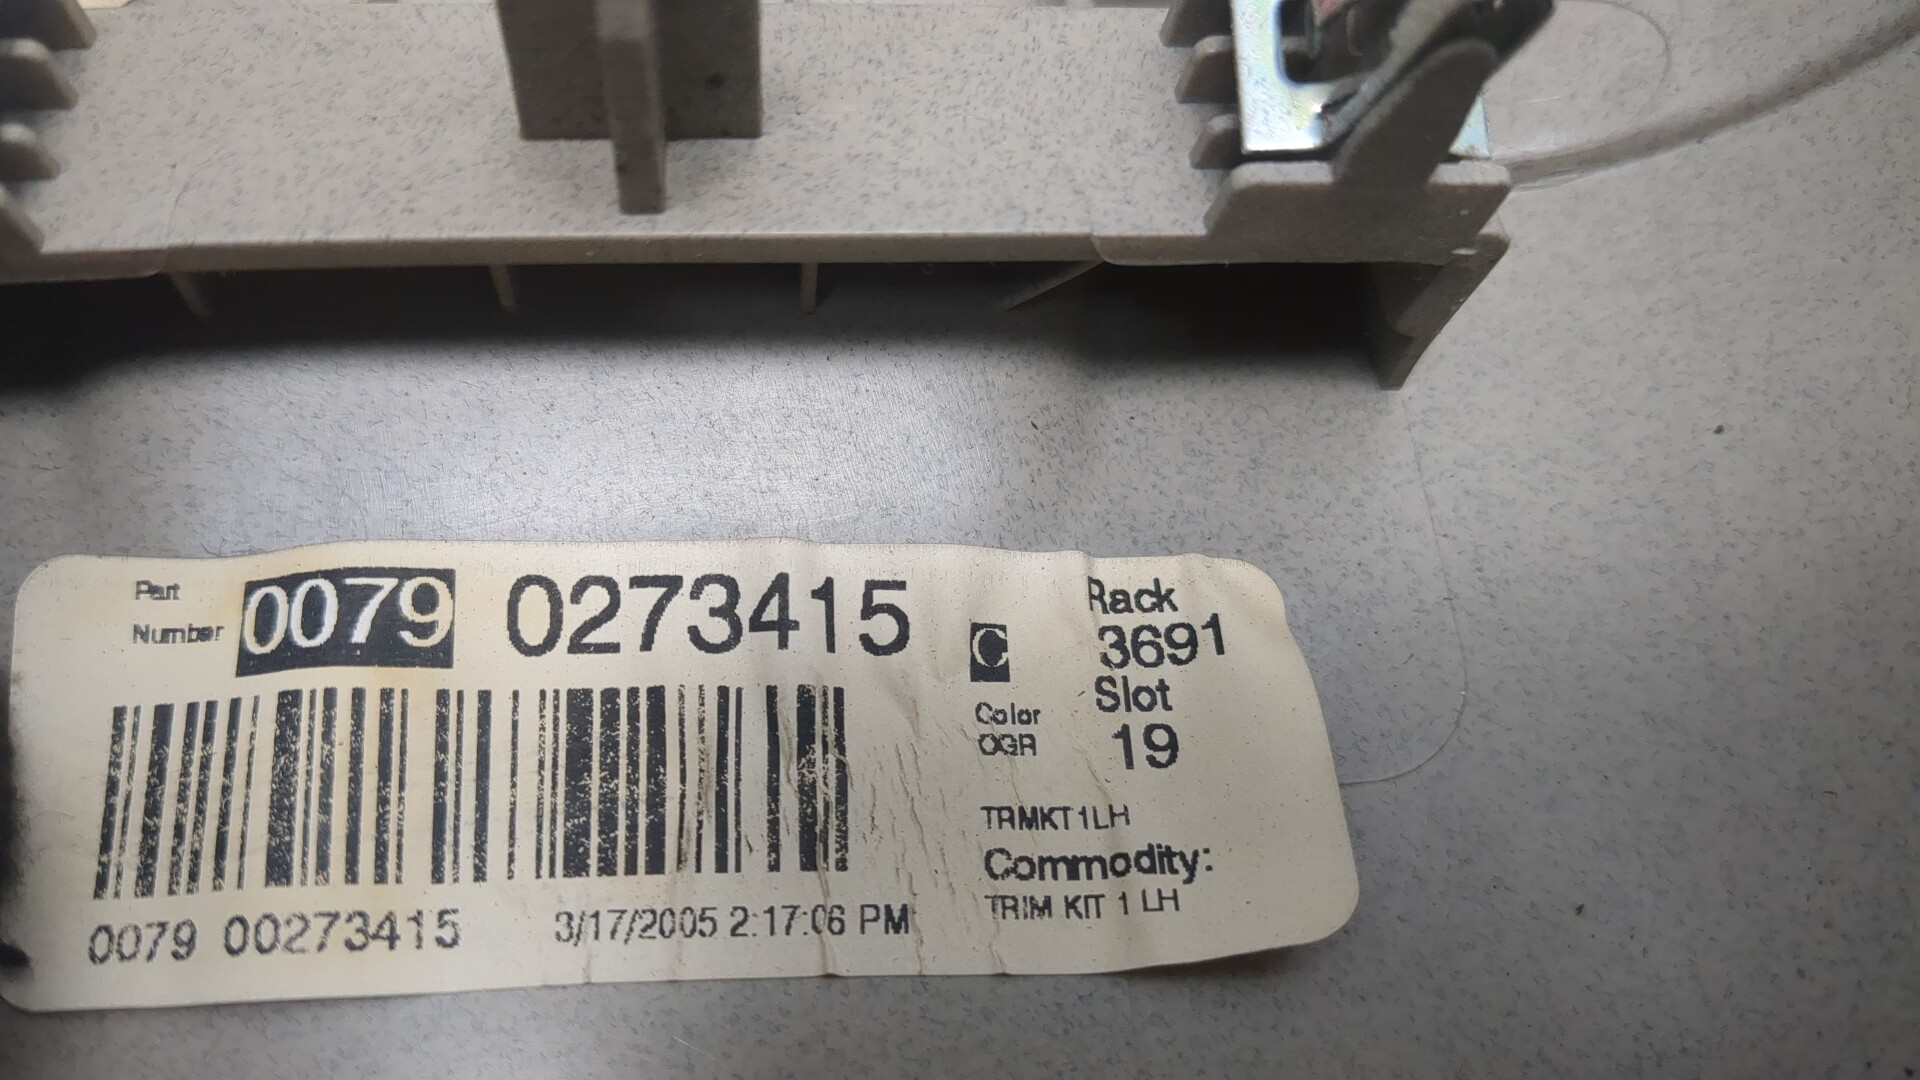 Part
Number 0079 0273415
C
Color
OGR
Rack
3691
Slot
19
TRMKT1LH
Commodity:
TRIM KIT 1 LH
0079 00273415 3/17/2005 2:17:06 PM